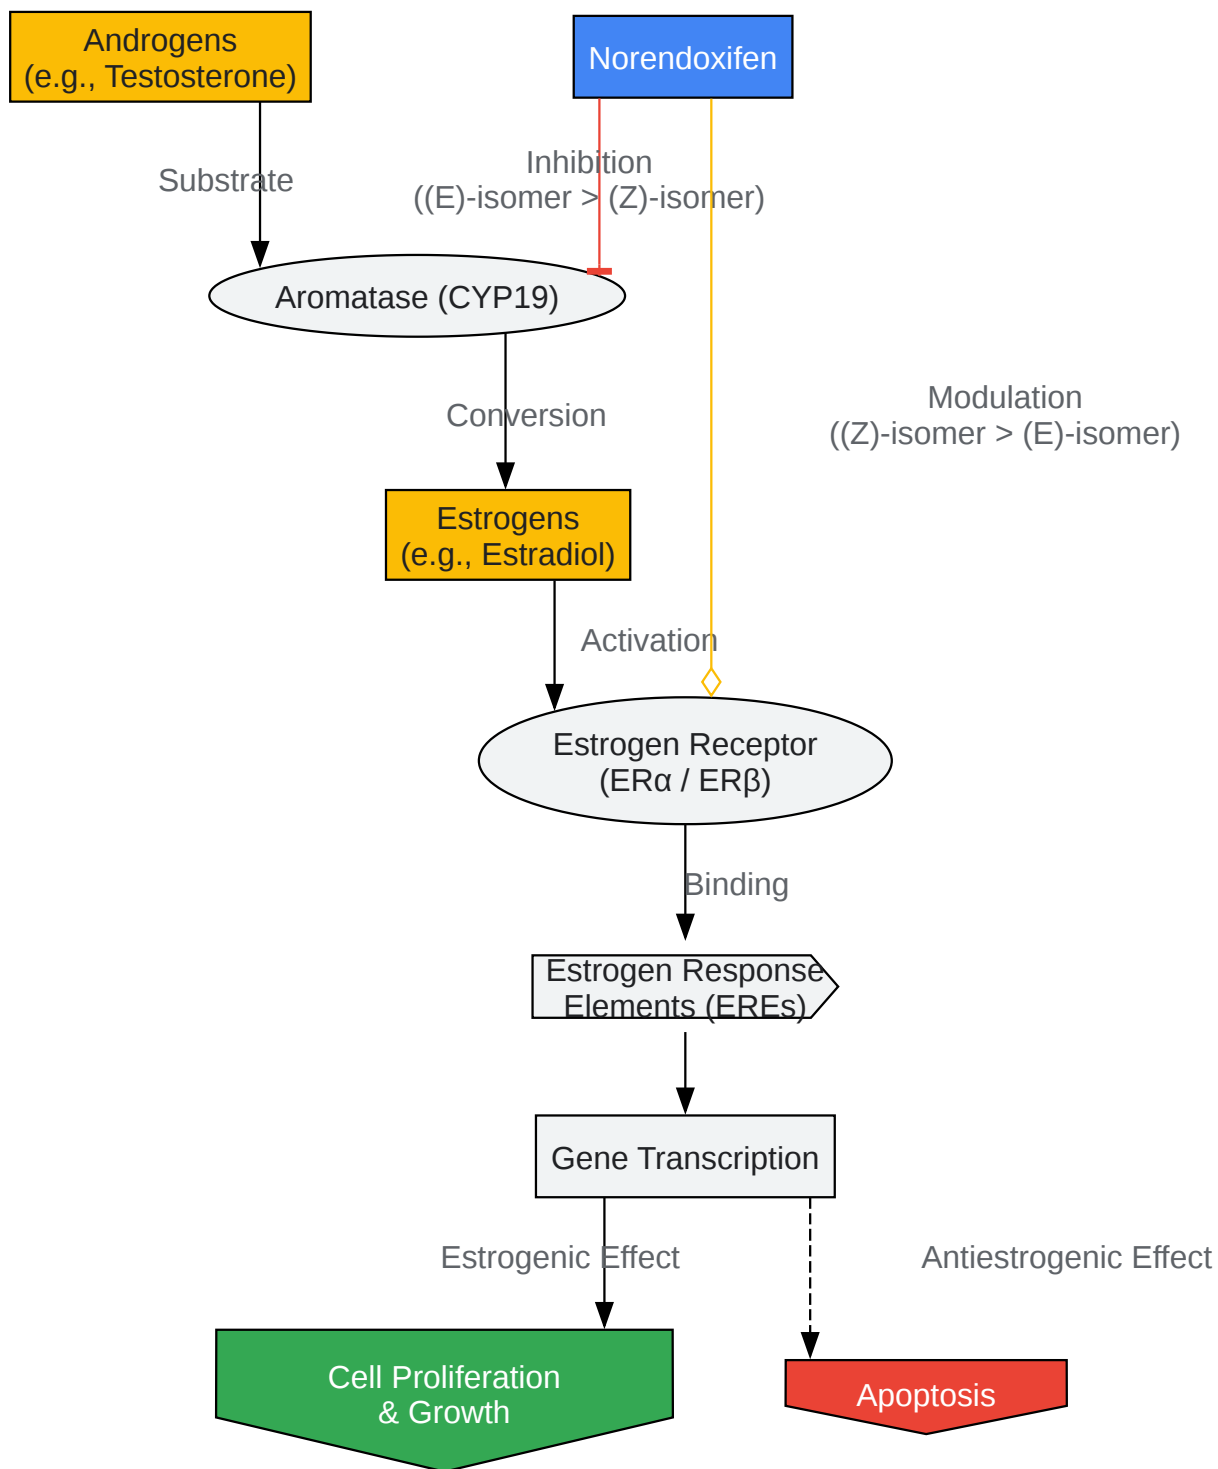 Androgens
(e.g., Testosterone)
Norendoxifen
Substrate
Inhibition
((E)-isomer > (Z)-isomer)
Aromatase (CYP19)
Conversion
Modulation
((Z)-isomer > (E)-isomer)
Estrogens
(e.g., Estradiol)
Activation
Estrogen Receptor
(ERα / ERβ)
Binding
Estrogen Response
Elements (EREs)
Gene Transcription
Estrogenic Effect
Antiestrogenic Effect
Cell Proliferation
& Growth
Apoptosis